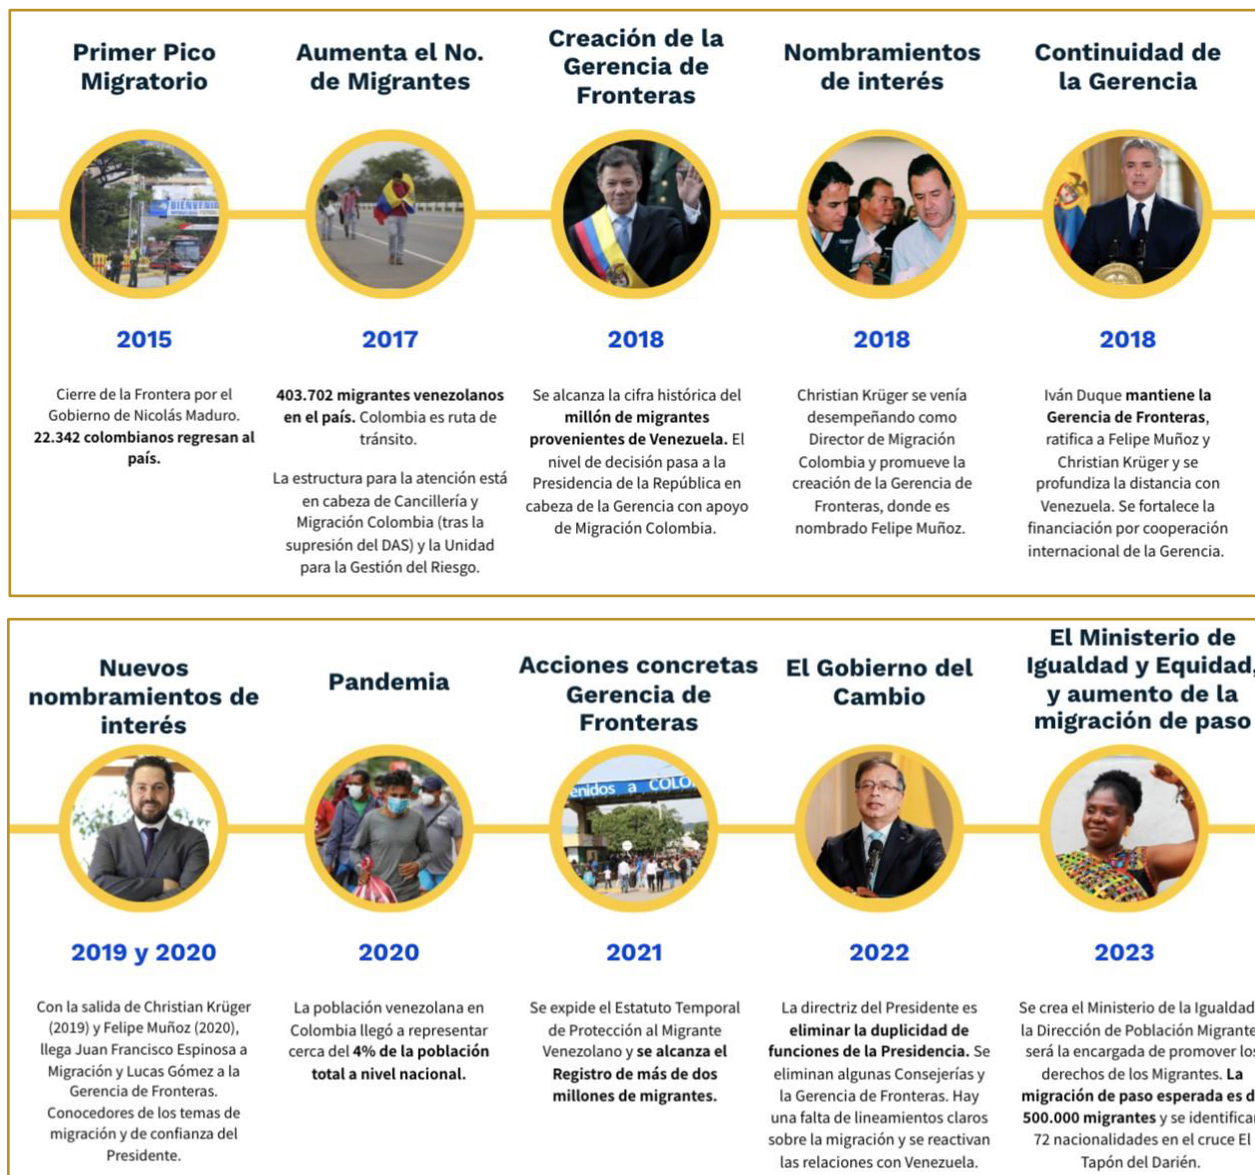 Primer Pico
Migratorio
Aumenta el No.
de Migrantes
Creación de la
Gerencia de
Fronteras
Nombramientos
de interés
Continuidad de
la Gerencia
BIENVENID
2015
2017
2018
2018
2018
Cierre de la Frontera por el
Gobierno de Nicolás Maduro.
22.342 colombianos regresan al
país.
403.702 migrantes venezolanos
en el país. Colombia es ruta de
tránsito.
La estructura para la atención está
en cabeza de Cancillería y
Migración Colombia (tras la
supresión del DAS) y la Unidad
para la Gestión del Riesgo.
Se alcanza la cifra histórica del
millón de migrantes
provenientes de Venezuela. El
nivel de decisión pasa a la
Presidencia de la República en
cabeza de la Gerencia con apoyo
de Migración Colombia.
Christian Krüger se venía
desempeñando como
Director de Migración
Colombia y promueve la
creación de la Gerencia de
Fronteras, donde es
nombrado Felipe Muñoz.
Iván Duque mantiene la
Gerencia de Fronteras,
ratifica a Felipe Muñoz y
Christian Krüger y se
profundiza la distancia con
Venezuela. Se fortalece la
financiación por cooperación
internacional de la Gerencia.
Nuevos
nombramientos de
interés
Pandemia
Acciones concretas
Gerencia de
Fronteras
El Gobierno del
Cambio
El Ministerio de
Igualdad y Equidad,
y aumento de la
migración de paso
enidos a COLO
2019 y 2020
2020
2021
2022
2023
Con la salida de Christian Krüger
(2019) y Felipe Muñoz (2020),
llega Juan Francisco Espinosa a
Migración y Lucas Gómez a la
Gerencia de Fronteras.
Conocedores de los temas de
migración y de confianza del
Presidente.
La población venezolana en
Colombia llegó a representar
cerca del 4% de la población
total a nivel nacional.
Se expide el Estatuto Temporal
de Protección al Migrante
Venezolano y se alcanza el
Registro de más de dos
millones de migrantes.
La directriz del Presidente es
eliminar la duplicidad de
funciones de la Presidencia. Se
eliminan algunas Consejerías y
la Gerencia de Fronteras. Hay
una falta de lineamientos claros
sobre la migración y se reactivan
las relaciones con Venezuela.
Se crea el Ministerio de la Igualdad
la Dirección de Población Migrante
será la encargada de promover los
derechos de los Migrantes. La
migración de paso esperada es d
500.000 migrantes y se identifican
72 nacionalidades en el cruce El
Tapón del Darién.